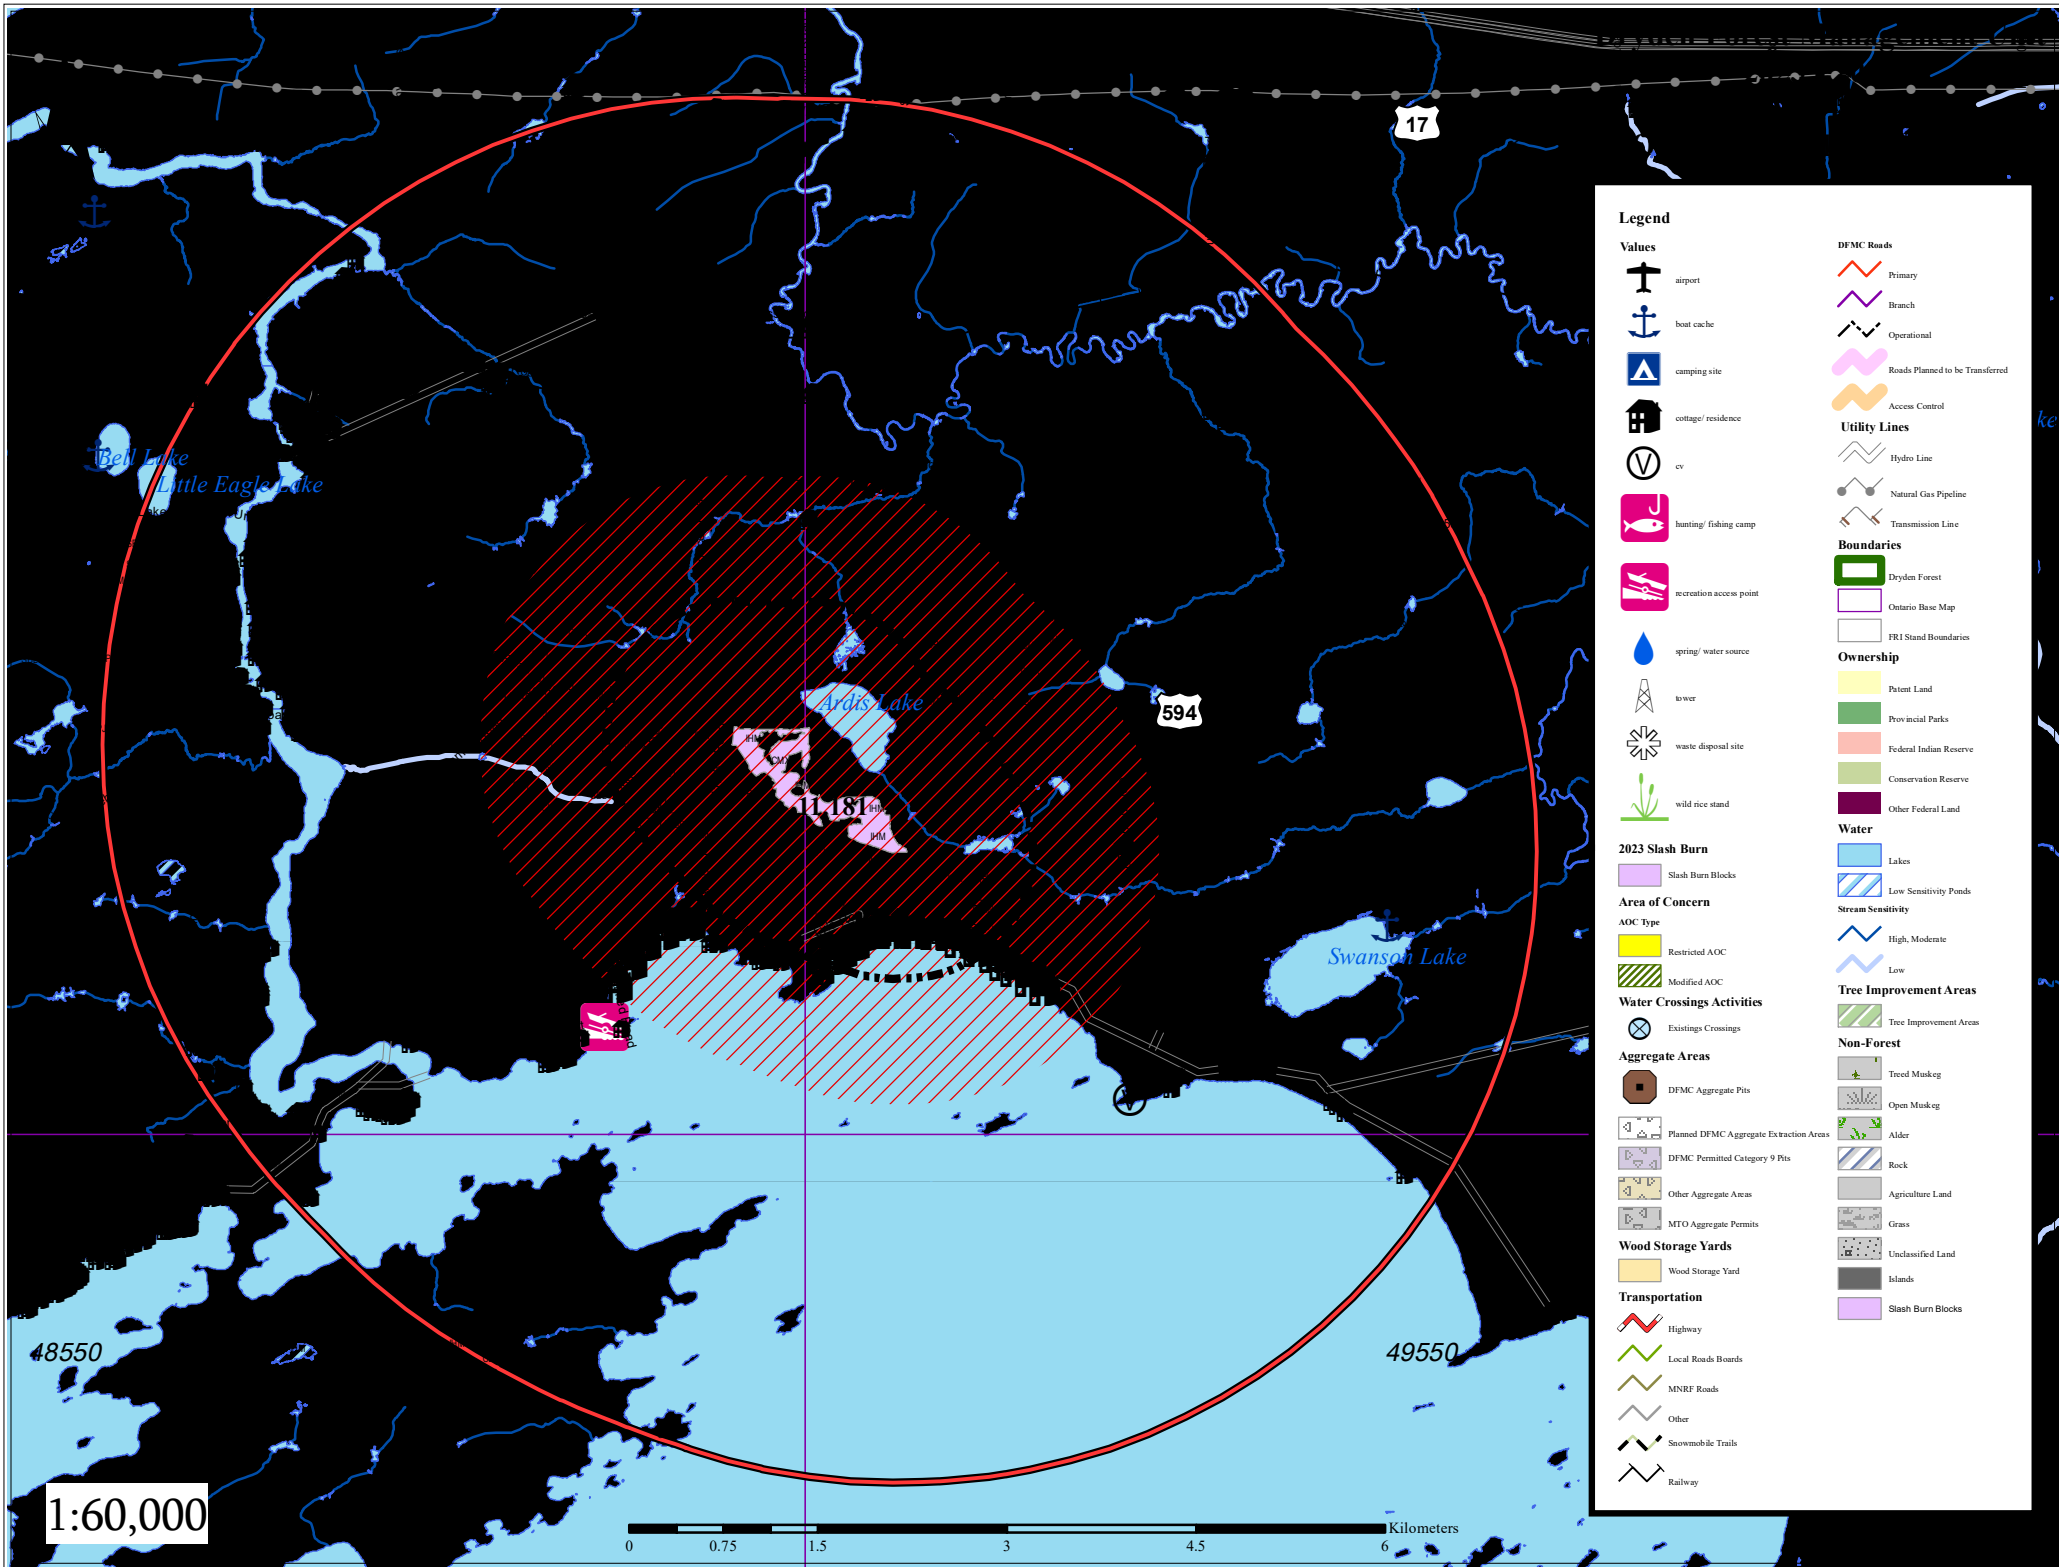 17
Bell Lake
Little Eagle Lake
Ardis Lake
594
IHM
CMX
11.181
IHM
IHM
Swanson Lake
48550
49550
1:60,000
Kilometers
0 0.75 1.5 3 4.5 6
Legend
Values
airport
boat cache
camping site
cottage/ residence
cv
hunting/ fishing camp
recreation access point
spring/ water source
tower
waste disposal site
wild rice stand
2023 Slash Burn
Slash Burn Blocks
Area of Concern
AOC Type
Restricted AOC
Modified AOC
Water Crossings Activities
Existings Crossings
Aggregate Areas
DFMC Aggregate Pits
Planned DFMC Aggregate Extraction Areas
DFMC Permitted Category 9 Pits
Other Aggregate Areas
MTO Aggregate Permits
Wood Storage Yards
Wood Storage Yard
Transportation
Highway
Local Roads Boards
MNRF Roads
Other
Snowmobile Trails
Railway
DFMC Roads
Primary
Branch
Operational
Roads Planned to be Transferred
Access Control
Utility Lines
Hydro Line
Natural Gas Pipeline
Transmission Line
Boundaries
Dryden Forest
Ontario Base Map
FRI Stand Boundaries
Ownership
Patent Land
Provincial Parks
Federal Indian Reserve
Conservation Reserve
Other Federal Land
Water
Lakes
Low Sensitivity Ponds
Stream Sensitivity
High, Moderate
Low
Tree Improvement Areas
Tree Improvement Areas
Non-Forest
Treed Muskeg
Open Muskeg
Alder
Rock
Agriculture Land
Grass
Unclassified Land
Islands
Slash Burn Blocks